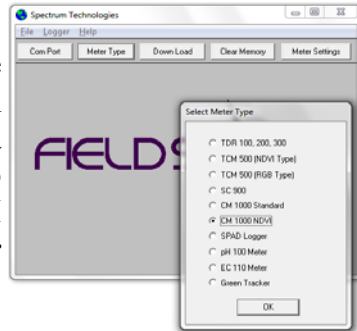 Spectrum Technologies
File Logger Help
Com Port Meter Type Down Load Clear Memory Meter Settings
FIELDS
Select Meter Type
TDR 100, 200, 300
TCM 500 (NDVI Type)
TCM 500 (RGB Type)
SC 900
CM 1000 Standard
CM 1000 NDVI
SPAD Logger
pH 100 Meter
EC 110 Meter
Green Tracker
OK